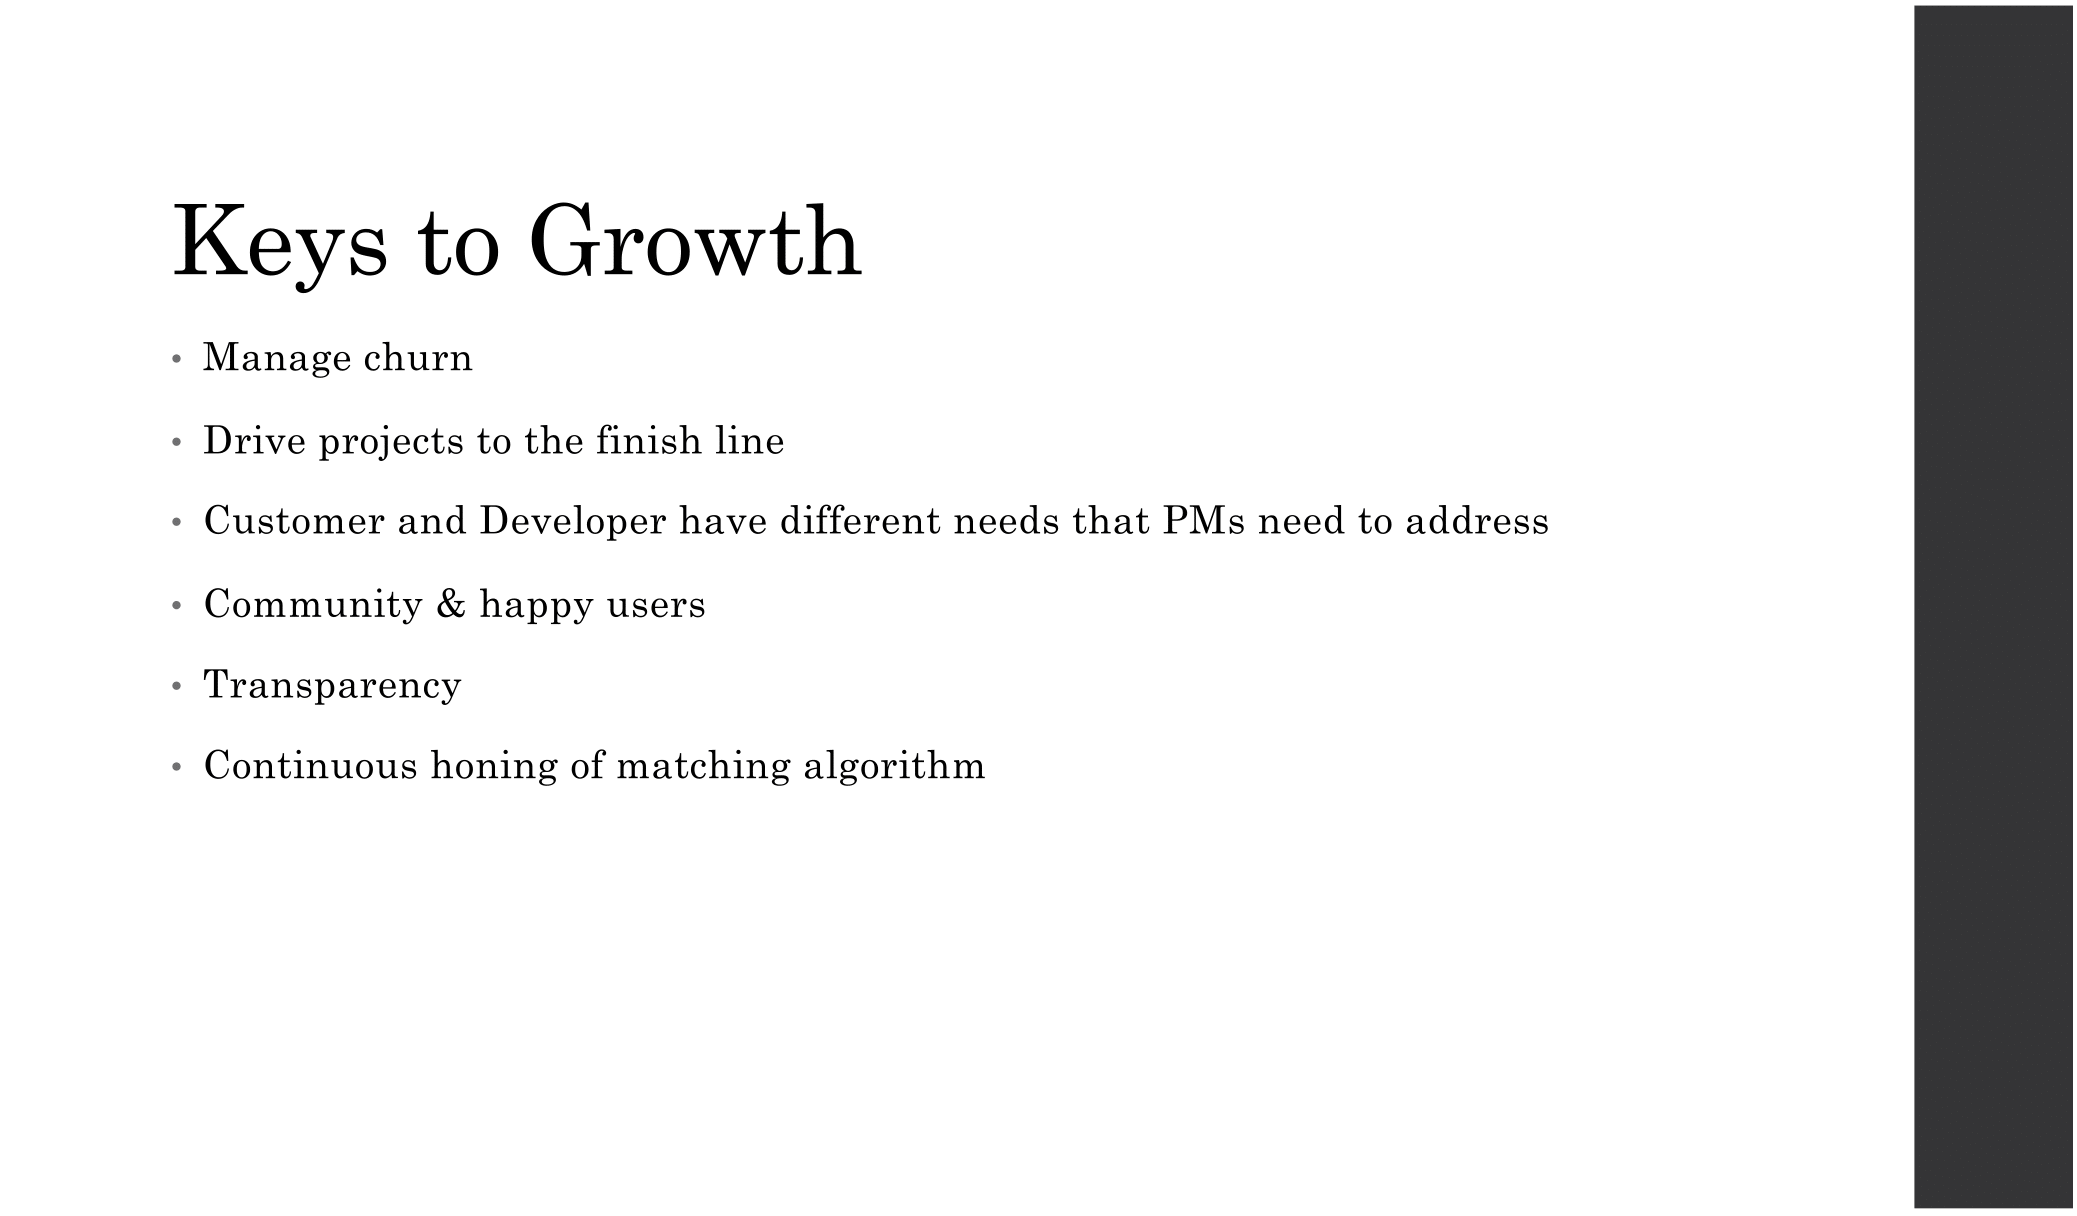 Keys to Growth
• Manage churn
• Drive projects to the finish line
• Customer and Developer have different needs that PMs need to address
• Community & happy users
• Transparency
• Continuous honing of matching algorithm